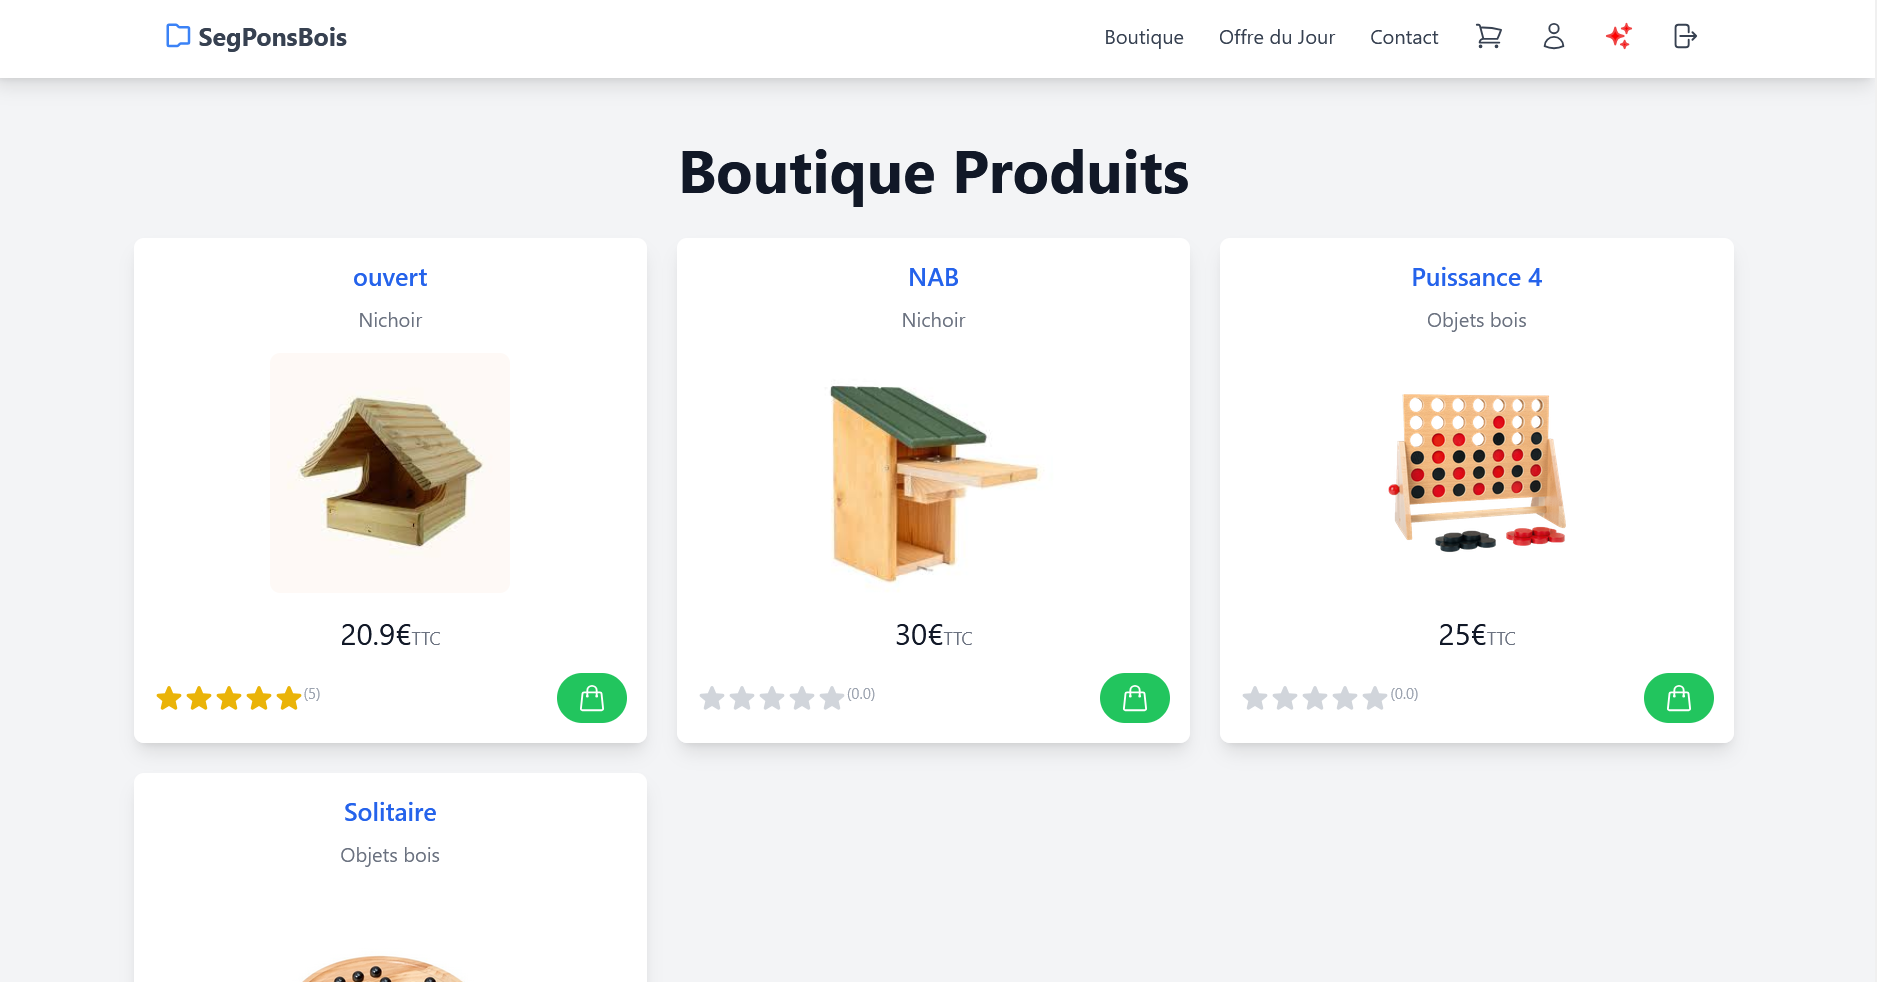 SegPonsBois
Boutique
Offre du Jour
Contact
Boutique Produits
ouvert
Nichoir
20.9€TTC
(5)
NAB
Nichoir
30€TTC
(0.0)
Puissance 4
Objets bois
25€TTC
(0.0)
Solitaire
Objets bois